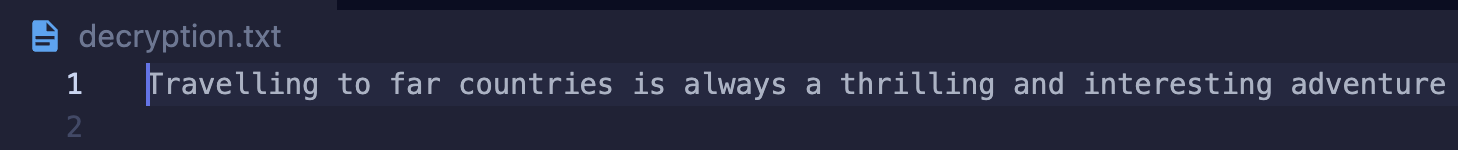 decryption.txt
1 Travelling to far countries is always a thrilling and interesting adventure
2